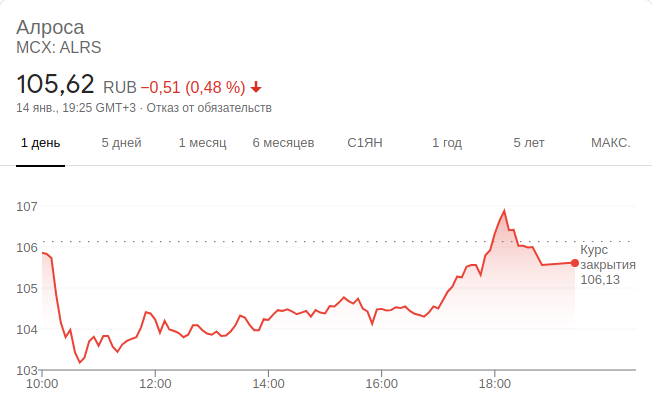 Алроса
MCX: ALRS
105,62 RUB −0,51 (0,48 %)
14 янв., 19:25 GMT+3 · Отказ от обязательств
1 день 5 дней 1 месяц 6 месяцев С1ЯН 1 год 5 лет МАКС.
107
106
105
104
103
Курс
закрытия
106,13
10:00 12:00 14:00 16:00 18:00